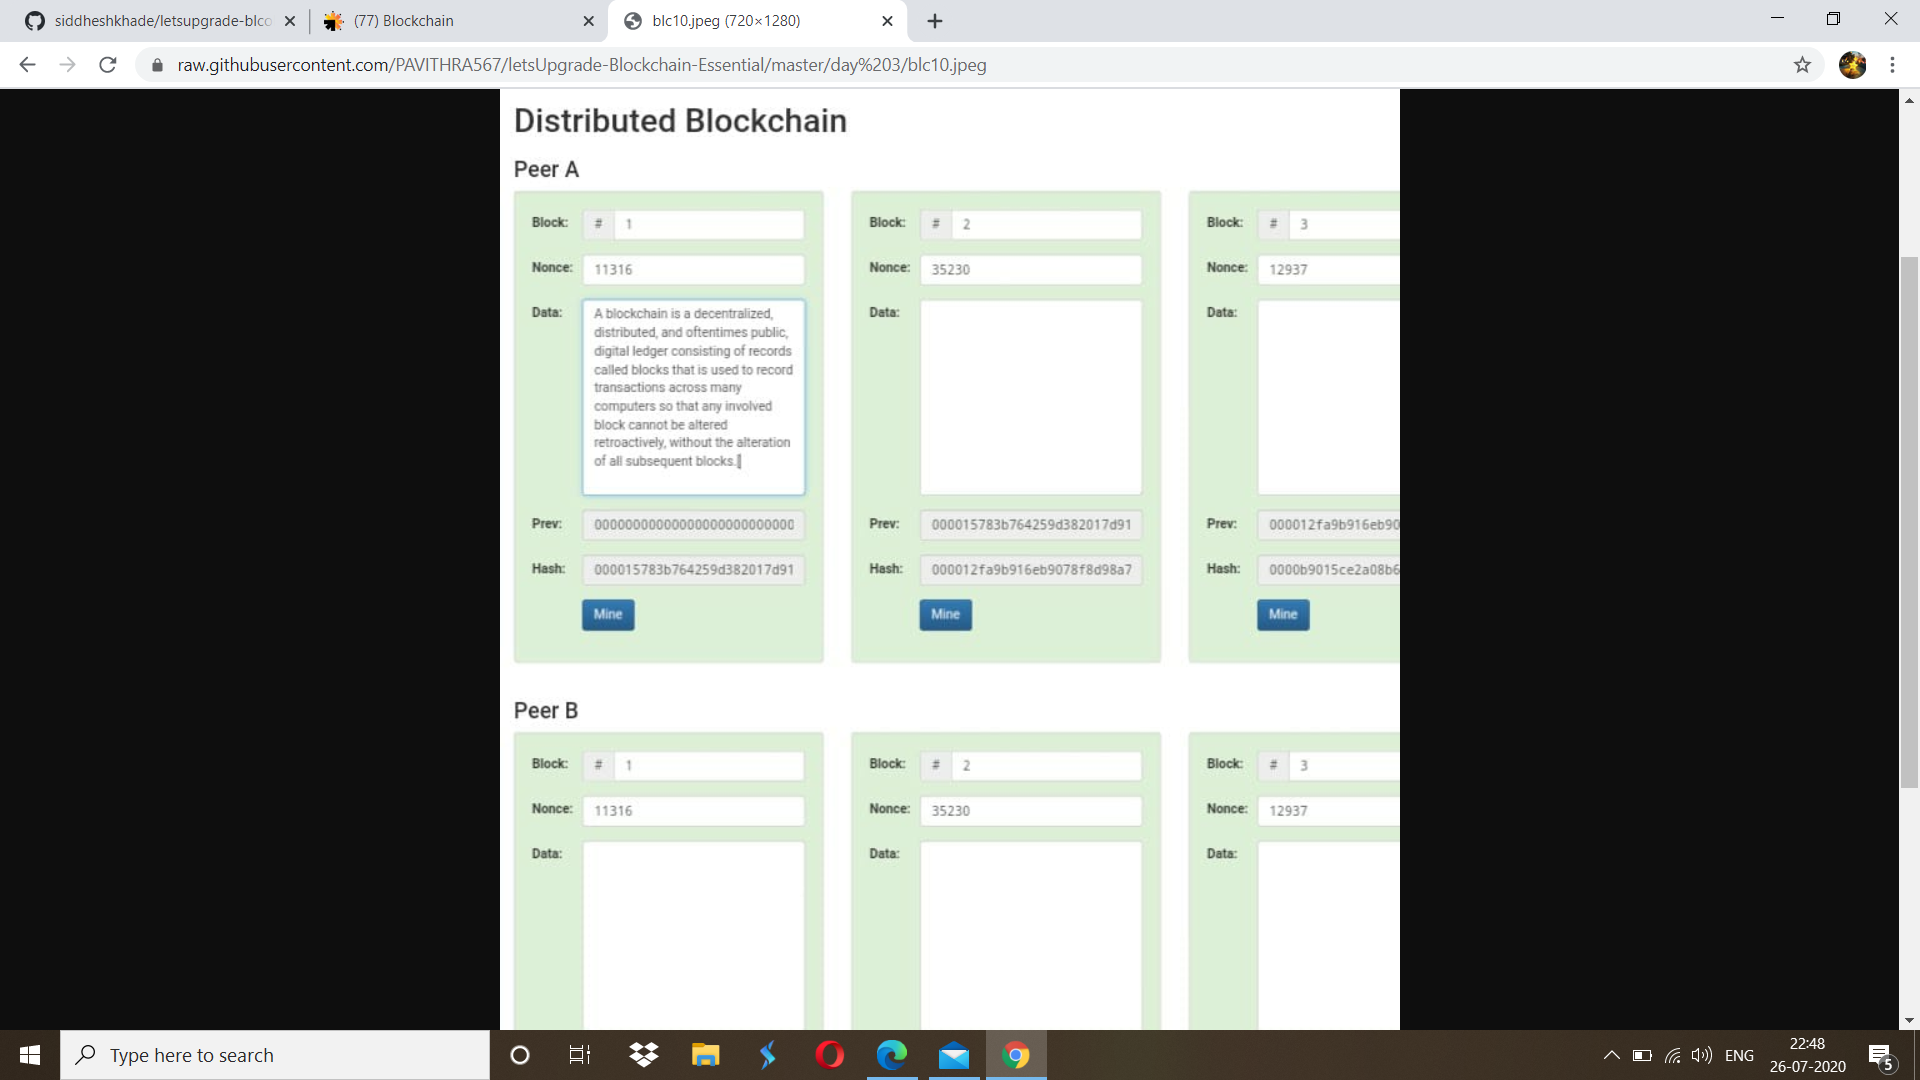 siddheshkhade/letsupgrade-blco
(77) Blockchain
blc10.jpeg (720×1280)
raw.githubusercontent.com/PAVITHRA567/letsUpgrade-Blockchain-Essential/master/day%203/blc10.jpeg
Distributed Blockchain
Peer A
Block: # 1
Nonce: 11316
Data: A blockchain is a decentralized,
distributed, and oftentimes public,
digital ledger consisting of records
called blocks that is used to record
transactions across many
computers so that any involved
block cannot be altered
retroactively, without the alteration
of all subsequent blocks.
Prev: 00000000000000000000000000
Hash: 000015783b764259d382017d91
Mine
Block: # 2
Nonce: 35230
Data:
Prev: 000015783b764259d382017d91
Hash: 000012fa9b916eb9078f8d98a7
Mine
Block: # 3
Nonce: 12937
Data:
Prev: 000012fa9b916eb90
Hash: 0000b9015ce2a08b6
Mine
Peer B
Block: # 1
Nonce: 11316
Data:
Block: # 2
Nonce: 35230
Data:
Block: # 3
Nonce: 12937
Data:
Type here to search
ENG
22:48
26-07-2020
5